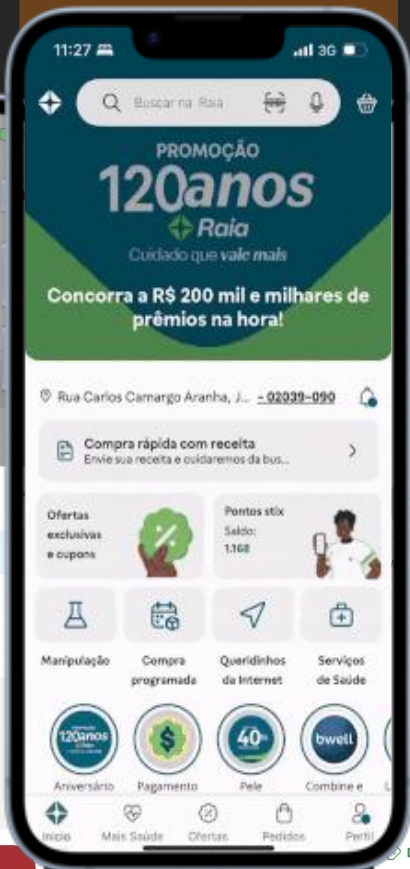 11:27
3G
Buscar na Raia
PROMOÇÃO
120anos
Raia
Cuidado que vale mais
Concorra a R$ 200 mil e milhares de
prêmios na hora!
Rua Carlos Camargo Aranha, J... - 02039-090
Compra rápida com receita
Envie sua receita e cuidaremos da bus...
Ofertas
exclusivas
e cupons
Pontos stix
Saldo:
1.168
Manipulação
Compra
programada
Queridinhos
da Internet
Serviços
de Saúde
PROMOÇÃO
120anos
Raia
40%
bwell
Aniversário
Pagamento
Pele
Combine e
L
Início
Mais Saúde
Ofertas
Pedidos
Perfil